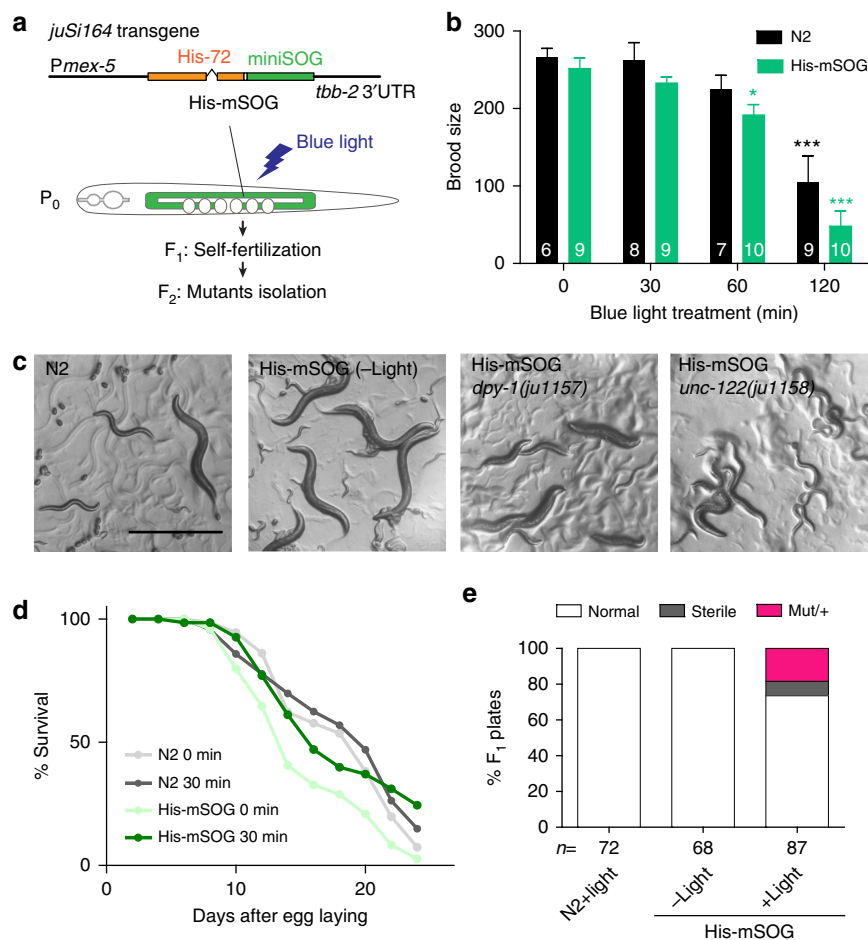 a
juSi164 transgene
His-72
miniSOG
Pmex-5
tbb-2 3′UTR
His-mSOG
Blue light
P0
F1: Self-fertilization
F2: Mutants isolation
b
N2
His-mSOG
Brood size
300
200
100
0
*
***
***
6 9 8 9 7 10 9 10
0 30 60 120
Blue light treatment (min)
c
N2
His-mSOG (–Light)
His-mSOG
dpy-1(ju1157)
His-mSOG
unc-122(ju1158)
d
% Survival
100
50
0
N2 0 min
N2 30 min
His-mSOG 0 min
His-mSOG 30 min
0 10 20
Days after egg laying
e
Normal Sterile Mut/+
% F1 plates
100
80
60
40
20
0
n= 72 68 87
N2+light
–Light
+Light
His-mSOG